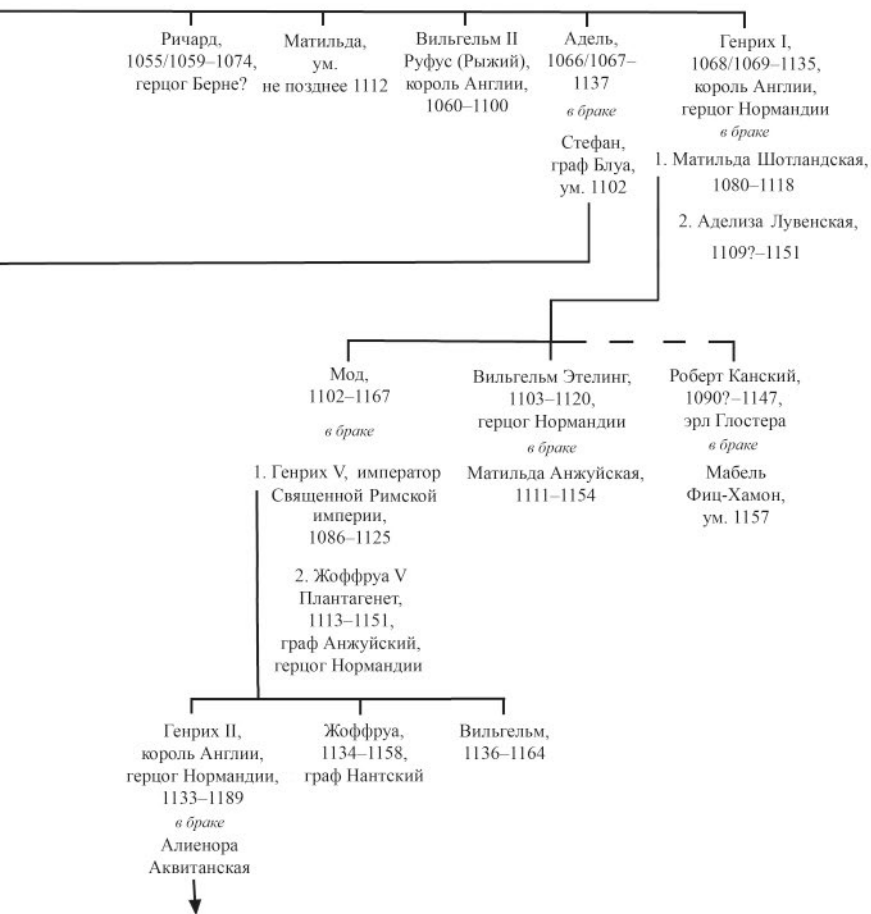 Ричард,
1055/1059–1074,
герцог Берне?
Матильда,
ум.
не позднее 1112
Вильгельм II
Руфус (Рыжий),
король Англии,
1060–1100
Адель,
1066/1067–
1137
в браке
Стефан,
граф Блуа,
ум. 1102
Генрих I,
1068/1069–1135,
король Англии,
герцог Нормандии
в браке
1. Матильда Шотландская,
1080–1118
2. Аделиза Лувенская,
1109?–1151
Мод,
1102–1167
в браке
1. Генрих V, император
Священной Римской
империи,
1086–1125
2. Жоффруа V
Плантагенет,
1113–1151,
граф Анжуйский,
герцог Нормандии
Вильгельм Этелинг,
1103–1120,
герцог Нормандии
в браке
Матильда Анжуйская,
1111–1154
Роберт Канский,
1090?–1147,
эрл Глостера
в браке
Мабель
Фиц-Хамон,
ум. 1157
Генрих II,
король Англии,
герцог Нормандии,
1133–1189
в браке
Алиенора
Аквитанская
Жоффруа,
1134–1158,
граф Нантский
Вильгельм,
1136–1164